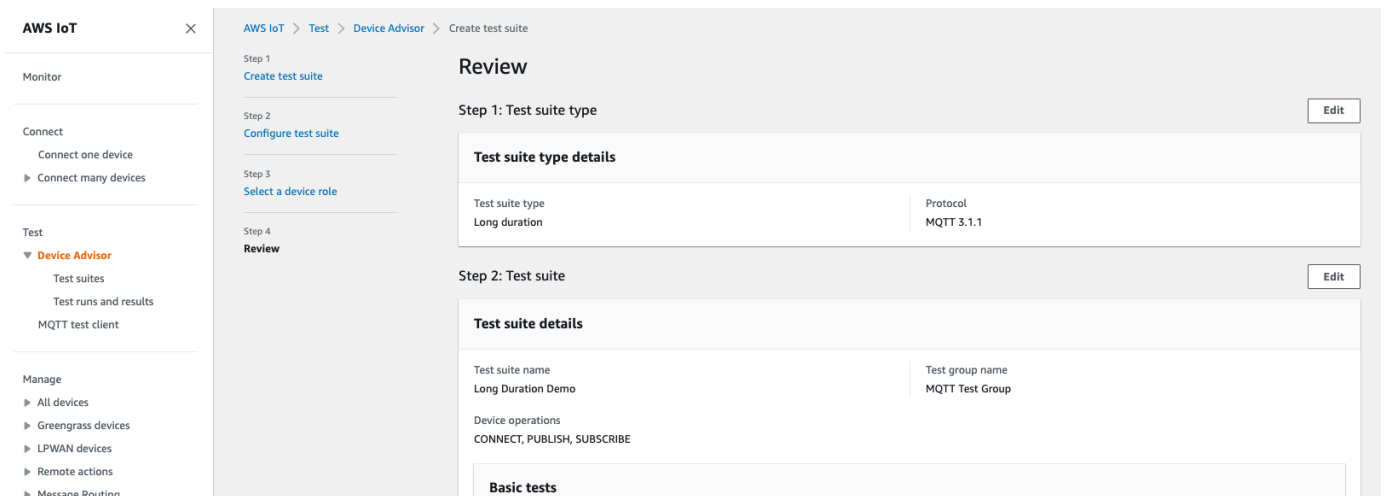 AWS IoT
Monitor
Connect
Connect one device
Connect many devices
Test
Device Advisor
Test suites
Test runs and results
MQTT test client
Manage
All devices
Greengrass devices
LPWAN devices
Remote actions
Message Routing
AWS IoT > Test > Device Advisor > Create test suite
Step 1
Create test suite
Step 2
Configure test suite
Step 3
Select a device role
Step 4
Review
Review
Step 1: Test suite type
Edit
Test suite type details
Test suite type
Long duration
Protocol
MQTT 3.1.1
Step 2: Test suite
Edit
Test suite details
Test suite name
Long Duration Demo
Test group name
MQTT Test Group
Device operations
CONNECT, PUBLISH, SUBSCRIBE
Basic tests